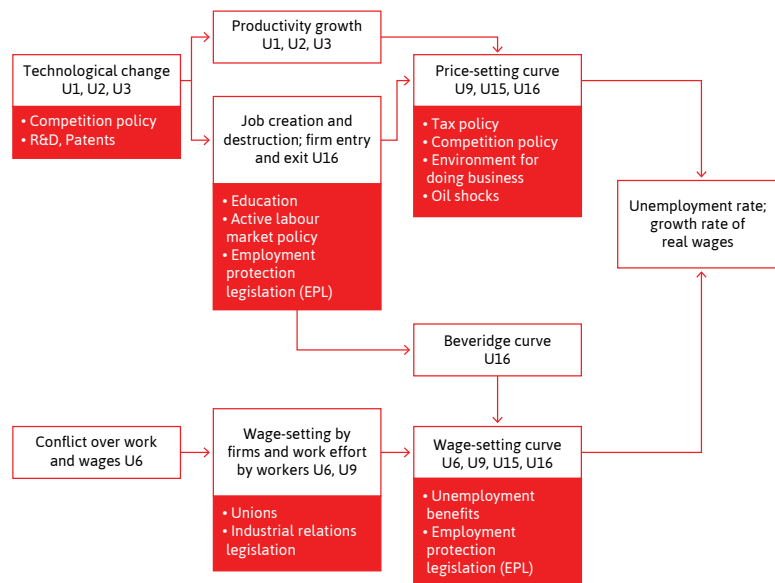 Productivity growth
U1, U2, U3
Technological change
U1, U2, U3
• Competition policy
• R&D, Patents
Job creation and
destruction; firm entry
and exit U16
• Education
• Active labour
market policy
• Employment
protection
legislation (EPL)
Price-setting curve
U9, U15, U16
• Tax policy
• Competition policy
• Environment for
doing business
• Oil shocks
Unemployment rate;
growth rate of
real wages
Beveridge curve
U16
Conflict over work
and wages U6
Wage-setting by
firms and work effort
by workers U6, U9
• Unions
• Industrial relations
legislation
Wage-setting curve
U6, U9, U15, U16
• Unemployment
benefits
• Employment
protection
legislation (EPL)